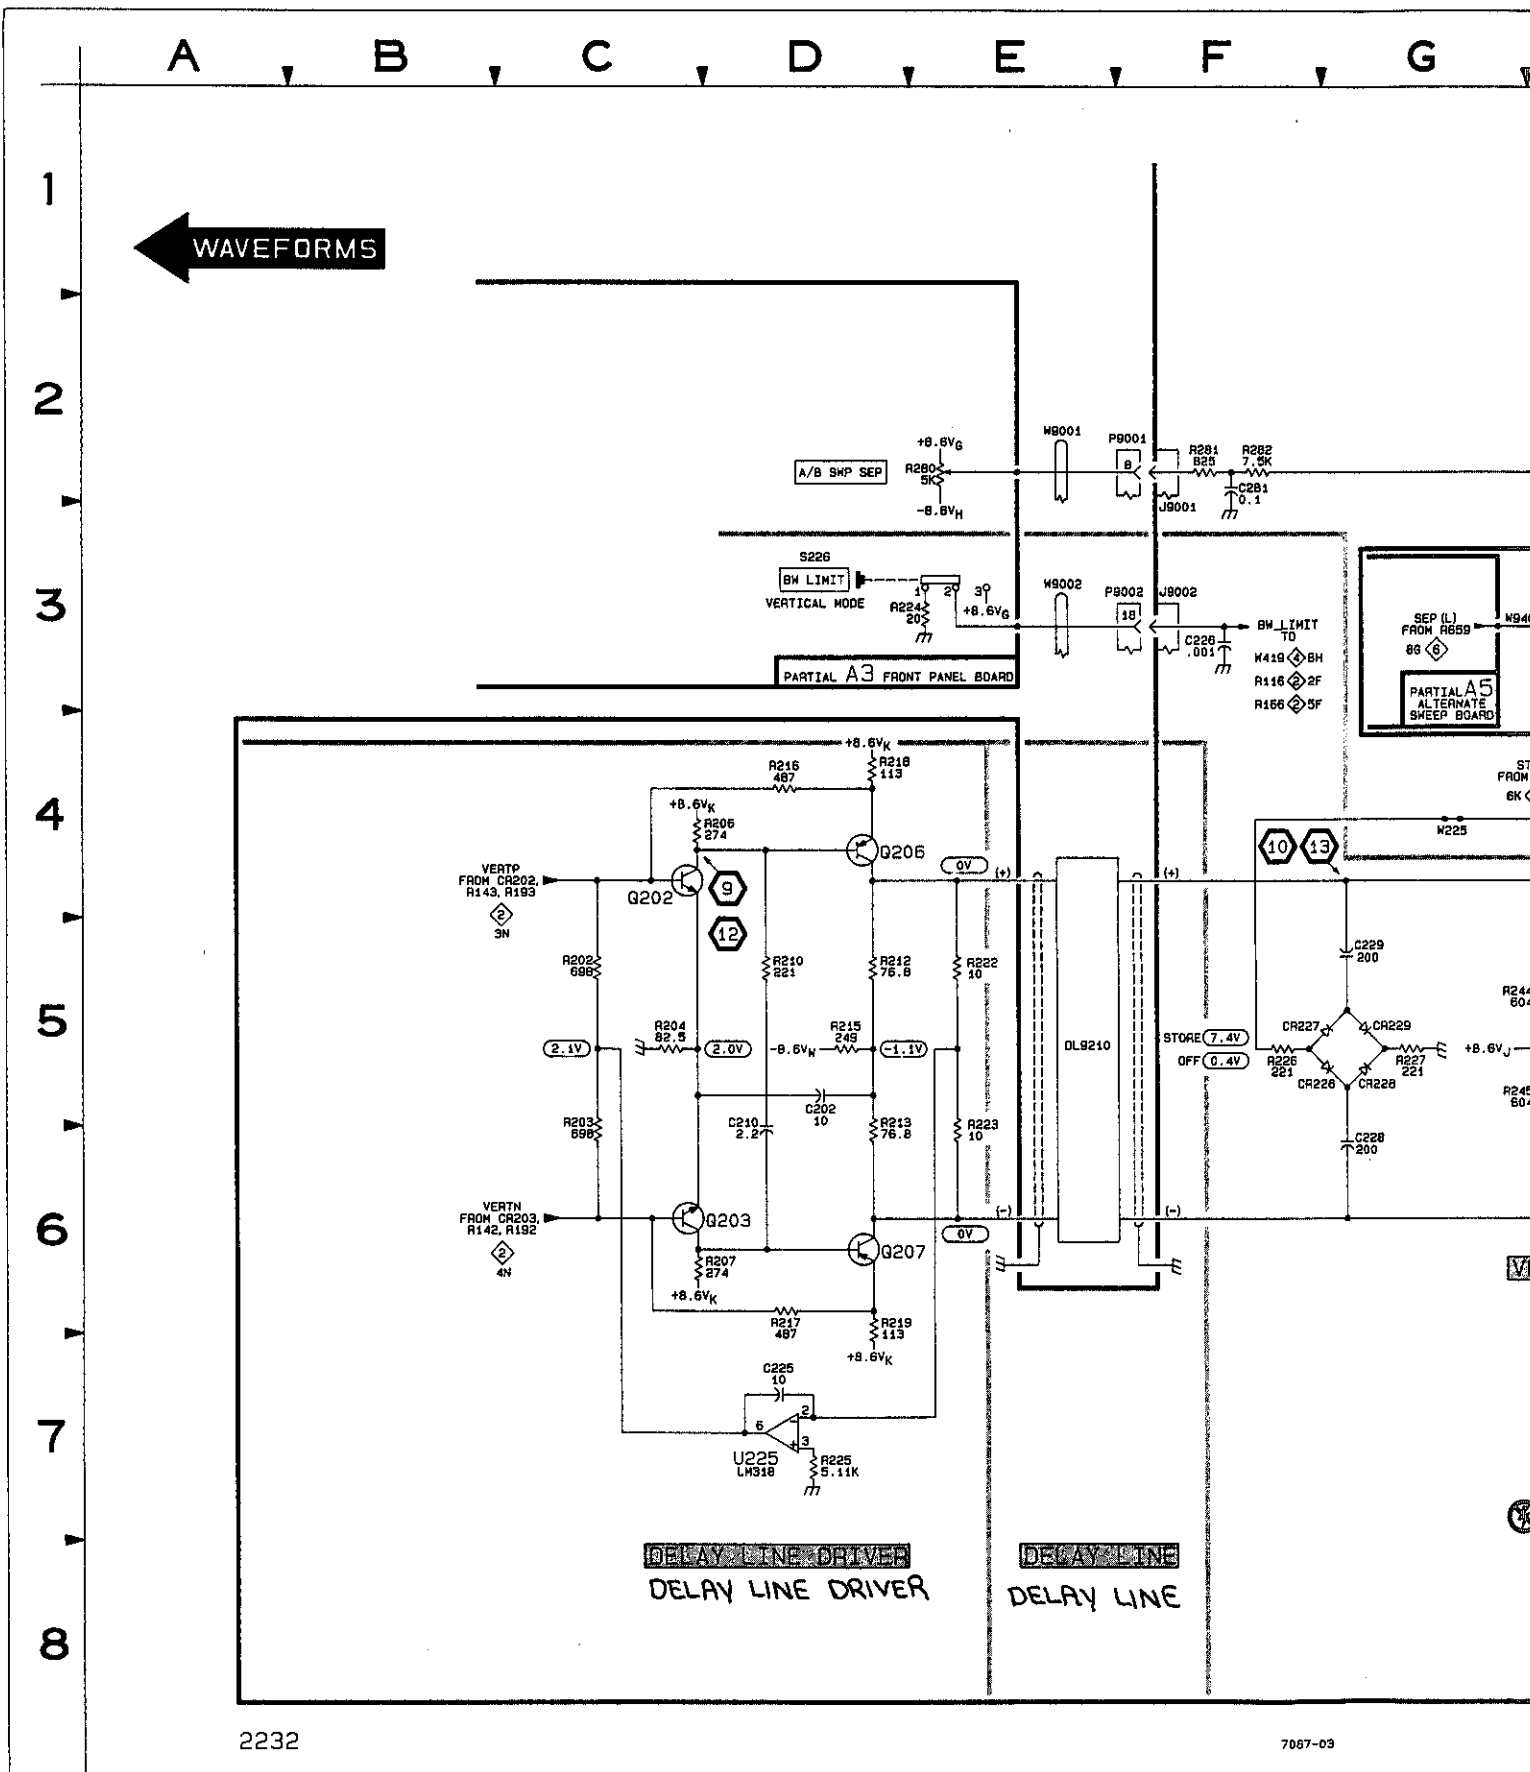 A B C D E F G
1
WAVEFORMS
2
+8.6VG
A/B SWP SEP
R280
5K
-8.6VH
W9001
P9001
8
J9001
R281
825
R282
7.5K
C281
0.1
3
S226
BW LIMIT
VERTICAL MODE
1 2 3
R224
20
+8.6VG
W9002
P9002 J9002
18
C226
.001
BW LIMIT
TO
W419 4 8H
R116 2 2F
R166 2 5F
SEP (L)
FROM R659
8G 6
PARTIAL A5
ALTERNATE
SWEEP BOARD
PARTIAL A3 FRONT PANEL BOARD
4
+8.6VK
R216
487
R218
113
+8.6VK
R206
274
Q206
VERTP
FROM CR202,
R143, R193
2
3N
Q202
9
12
0V
(+)
(+)
10 13
W225
6K
5
R202
698
R210
221
R212
76.8
R222
10
C229
200
2.1V
R204
82.5
2.0V
-8.6VW
R215
249
-1.1V
DL9210
STORE 7.4V
OFF 0.4V
R226
221
CR227
CR229
CR226
CR228
R227
221
+8.6VJ
R203
698
C210
2.2
C202
10
R213
76.8
R223
10
C228
200
6
VERTN
FROM CR203,
R142, R192
2
4N
Q203
R207
274
+8.6VK
Q207
0V
(-)
(-)
R217
487
R219
113
+8.6VK
7
C225
10
6
2
3
U225
LM318
R225
5.11K
DELAY LINE DRIVER
DELAY LINE
DELAY LINE DRIVER
DELAY LINE
8
2232
7087-03